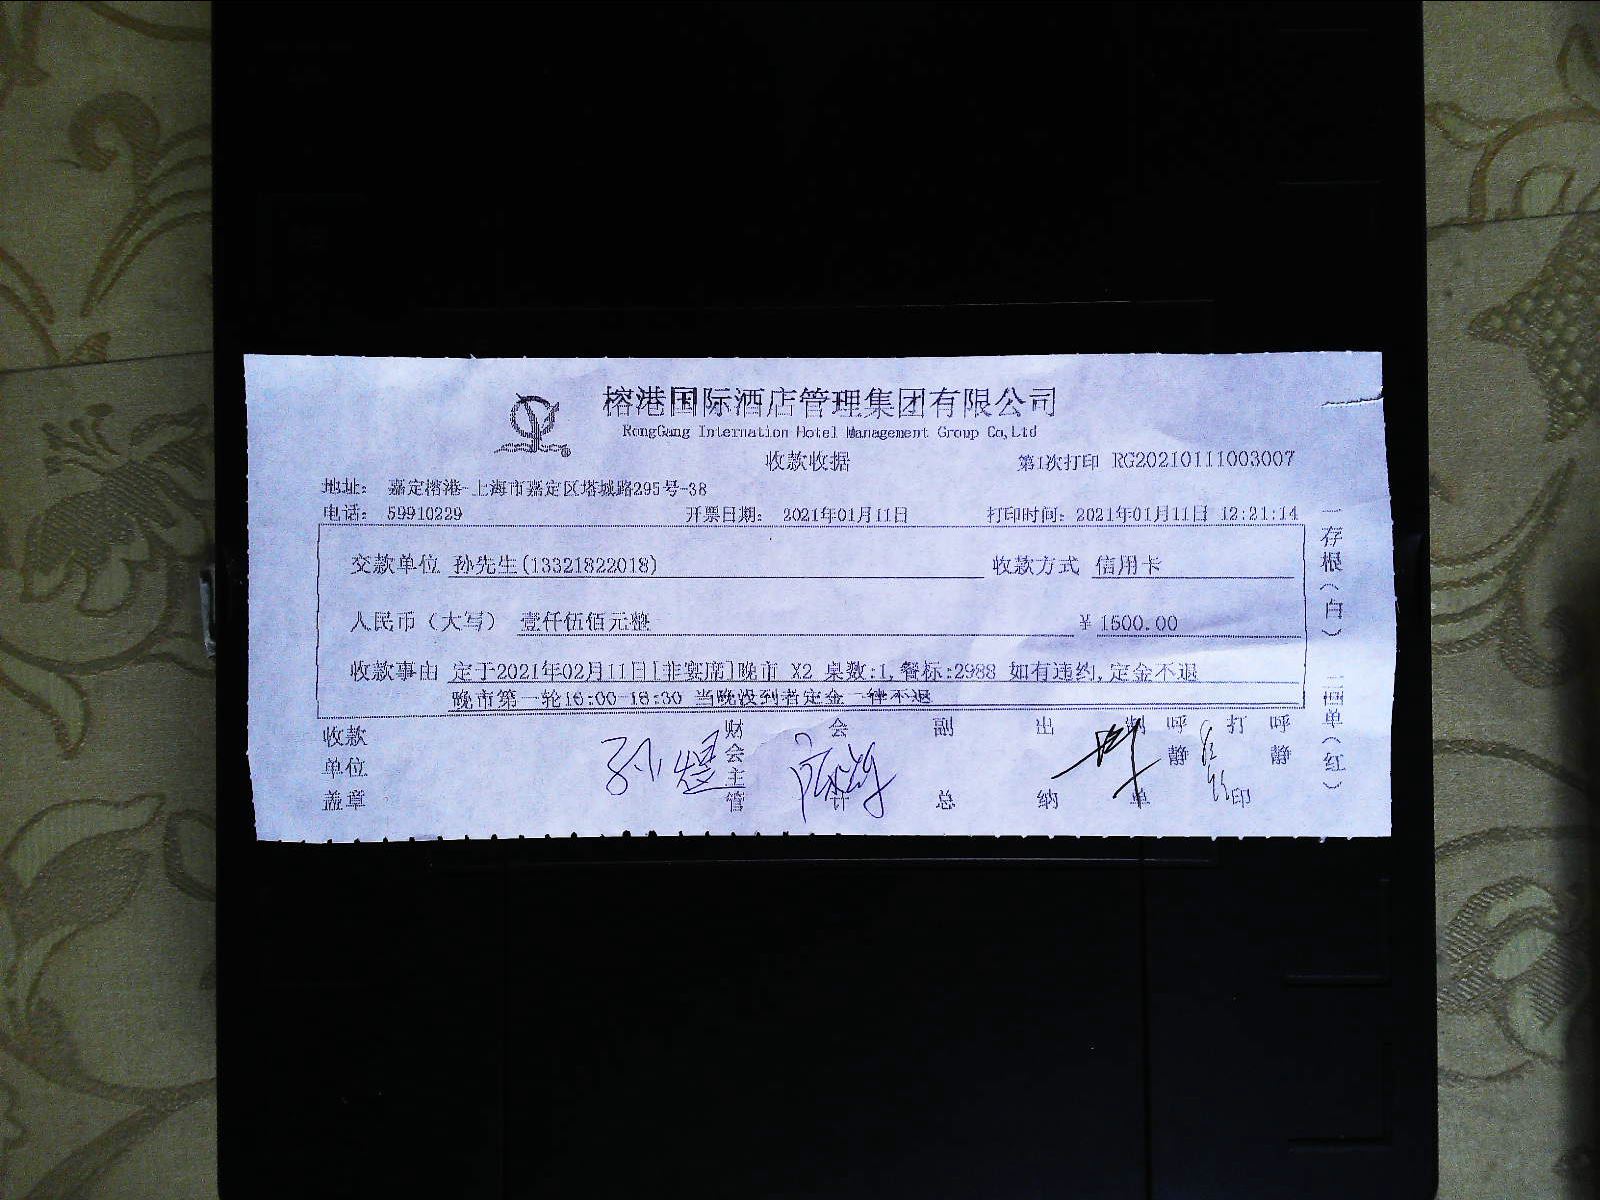 榕港国际酒店管理集团有限公司
RongGang Internation Hotel Management Group Co,Ltd
收款收据
第1次打印 RG20210111003007
地址: 嘉定榕港-上海市嘉定区塔城路295号-38
电话: 59910229 开票日期: 2021年01月11日 打印时间: 2021年01月11日 12:21:14
交款单位 孙先生(13321822018) 收款方式 信用卡
人民币(大写) 壹仟伍佰元整 ¥ 1500.00
收款事由 定于2021年02月11日[非宴席]晚市 X2 桌数:1,餐标:2988 如有违约,定金不退
晚市第一轮16:00-18:30 当晚没到者定金一律不退
收款单位盖章
财会主管
会计
副总
出纳
制单
呼静
打印
呼静
一存根(白)
二画单(红)